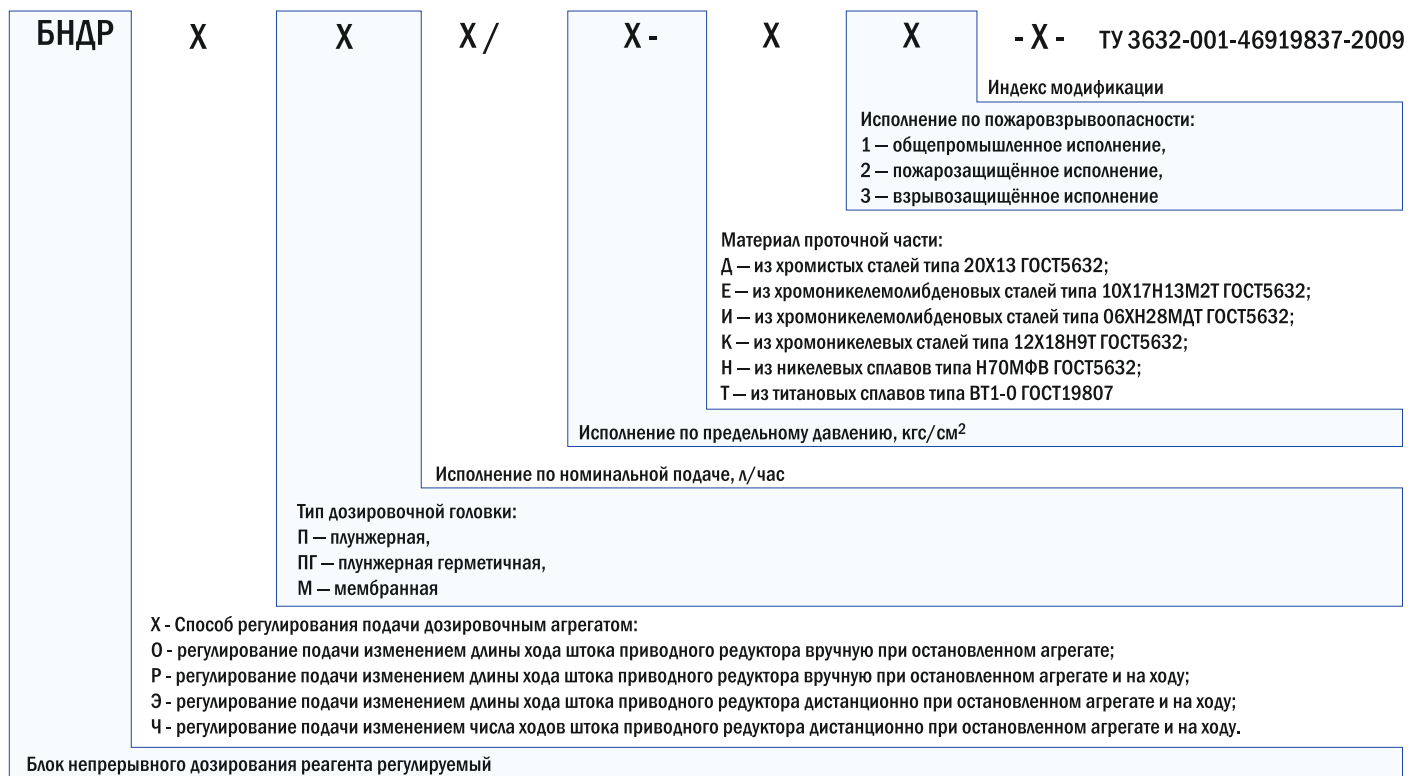 БНДР Х Х Х / Х - Х Х - Х - ТУ 3632-001-46919837-2009
Индекс модификации
Исполнение по пожаровзрывоопасности:
1 — общепромышленное исполнение,
2 — пожарозащищённое исполнение,
3 — взрывозащищённое исполнение
Материал проточной части:
Д — из хромистых сталей типа 20Х13 ГОСТ5632;
Е — из хромоникелемолибденовых сталей типа 10Х17Н13М2Т ГОСТ5632;
И — из хромоникелемолибденовых сталей типа 06ХН28МДТ ГОСТ5632;
К — из хромоникелевых сталей типа 12Х18Н9Т ГОСТ5632;
Н — из никелевых сплавов типа Н70МФВ ГОСТ5632;
Т — из титановых сплавов типа ВТ1-0 ГОСТ19807
Исполнение по предельному давлению, кгс/см²
Исполнение по номинальной подаче, л/час
Тип дозировочной головки:
П — плунжерная,
ПГ — плунжерная герметичная,
М — мембранная
Х - Способ регулирования подачи дозировочным агрегатом:
О - регулирование подачи изменением длины хода штока приводного редуктора вручную при остановленном агрегате;
Р - регулирование подачи изменением длины хода штока приводного редуктора вручную при остановленном агрегате и на ходу;
Э - регулирование подачи изменением длины хода штока приводного редуктора дистанционно при остановленном агрегате и на ходу;
Ч - регулирование подачи изменением числа ходов штока приводного редуктора дистанционно при остановленном агрегате и на ходу.
Блок непрерывного дозирования реагента регулируемый